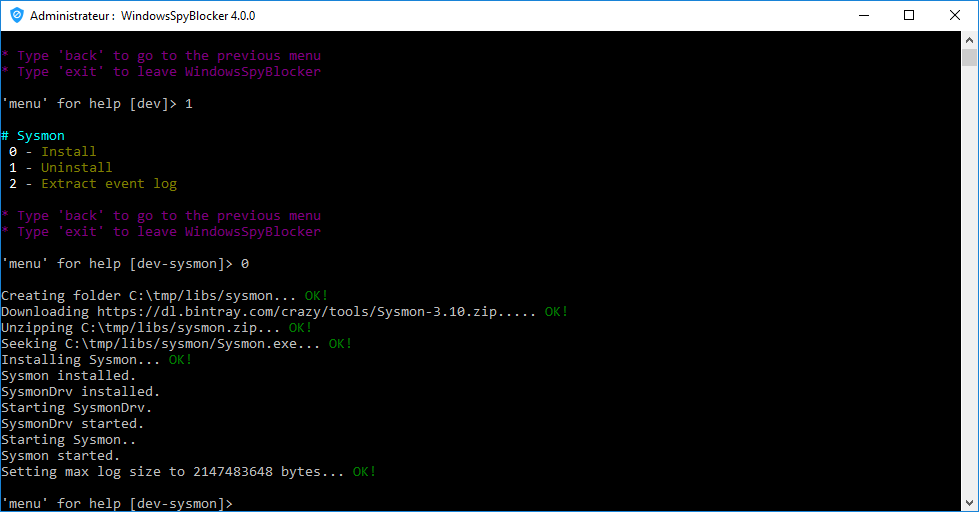 Administrateur : WindowsSpyBlocker 4.0.0
* Type 'back' to go to the previous menu
* Type 'exit' to leave WindowsSpyBlocker
'menu' for help [dev]> 1
# Sysmon
0 - Install
1 - Uninstall
2 - Extract event log
* Type 'back' to go to the previous menu
* Type 'exit' to leave WindowsSpyBlocker
'menu' for help [dev-sysmon]> 0
Creating folder C:\tmp/libs/sysmon... OK!
Downloading https://dl.bintray.com/crazy/tools/Sysmon-3.10.zip..... OK!
Unzipping C:\tmp/libs/sysmon.zip... OK!
Seeking C:\tmp/libs/sysmon/Sysmon.exe... OK!
Installing Sysmon... OK!
Sysmon installed.
SysmonDrv installed.
Starting SysmonDrv.
SysmonDrv started.
Starting Sysmon..
Sysmon started.
Setting max log size to 2147483648 bytes... OK!
'menu' for help [dev-sysmon]>